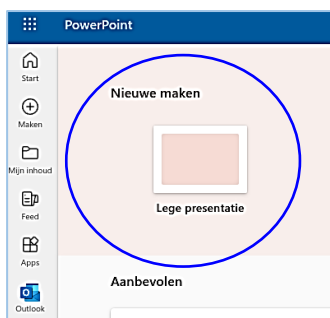 PowerPoint
Start
Nieuwe maken
Maken
Mijn inhoud
Feed
Lege presentatie
Apps
Aanbevolen
Outlook